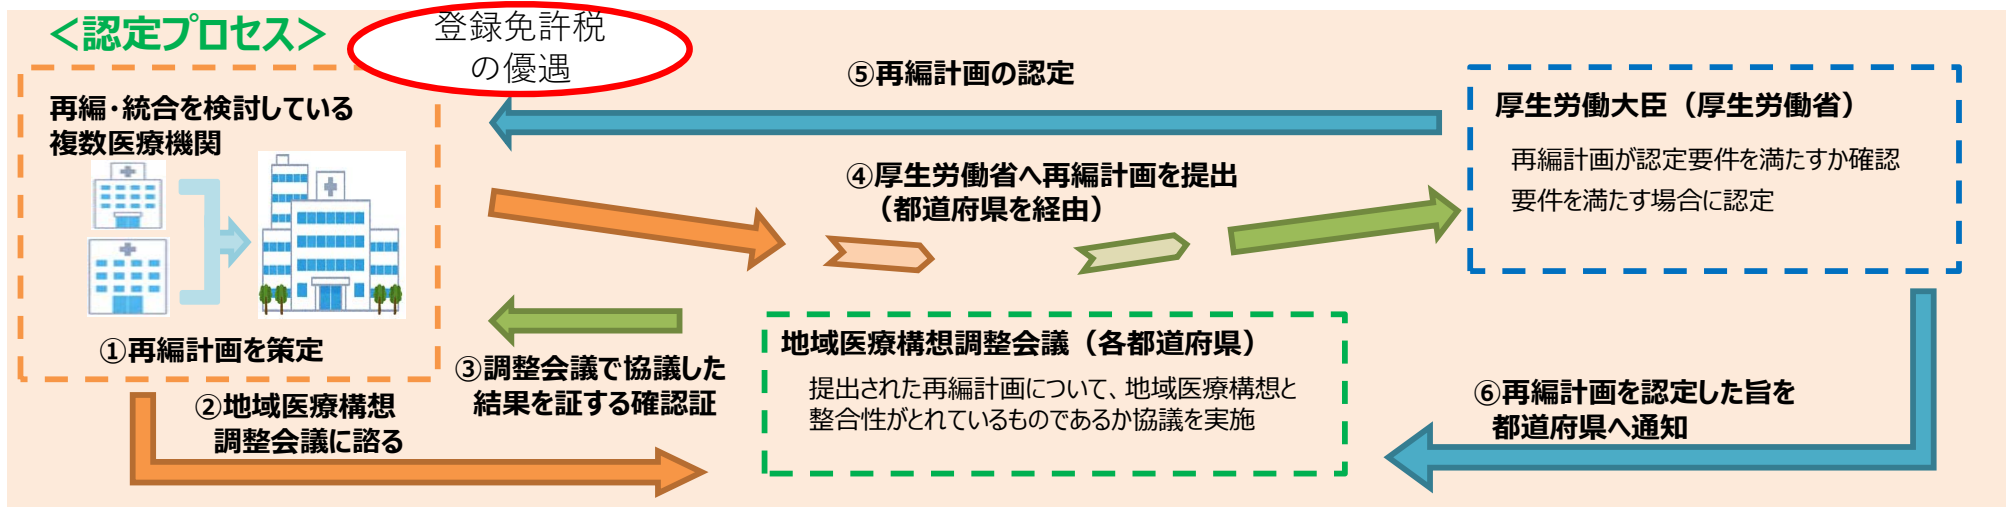 ＜認定プロセス＞
登録免許税
の優遇
再編・統合を検討している
複数医療機関
①再編計画を策定
②地域医療構想
調整会議に諮る
③調整会議で協議した
結果を証する確認証
④厚生労働省へ再編計画を提出
（都道府県を経由）
⑤再編計画の認定
地域医療構想調整会議（各都道府県）
提出された再編計画について、地域医療構想と
整合性がとれているものであるか協議を実施
厚生労働大臣（厚生労働省）
再編計画が認定要件を満たすか確認
要件を満たす場合に認定
⑥再編計画を認定した旨を
都道府県へ通知